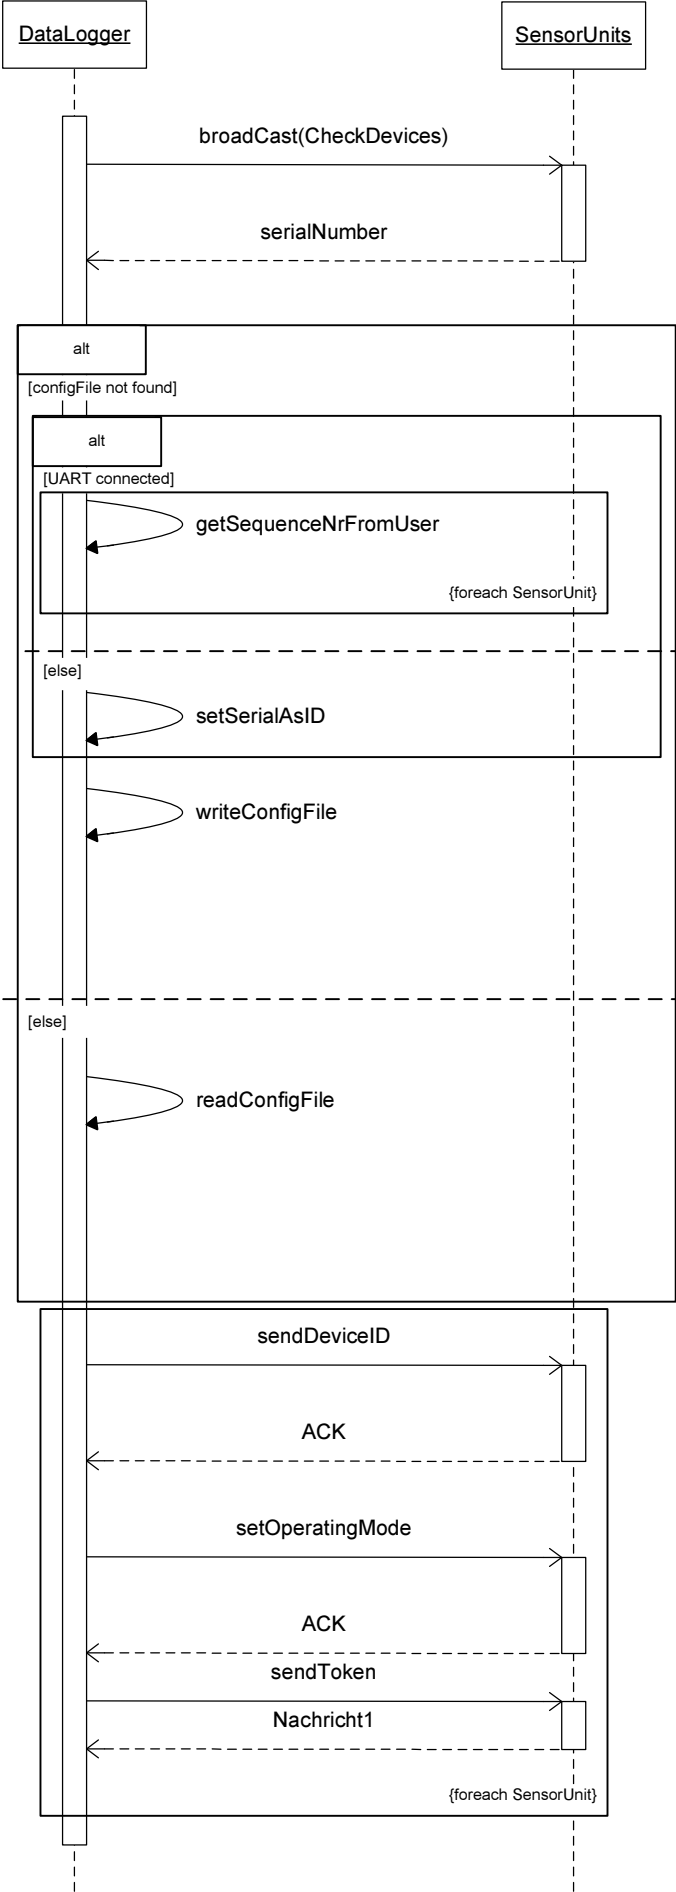 DataLogger
SensorUnits
broadCast(CheckDevices)
serialNumber
alt
[configFile not found]
alt
[UART connected]
getSequenceNrFromUser
{foreach SensorUnit}
[else]
setSerialAsID
writeConfigFile
[else]
readConfigFile
sendDeviceID
ACK
setOperatingMode
ACK
sendToken
Nachricht1
{foreach SensorUnit}